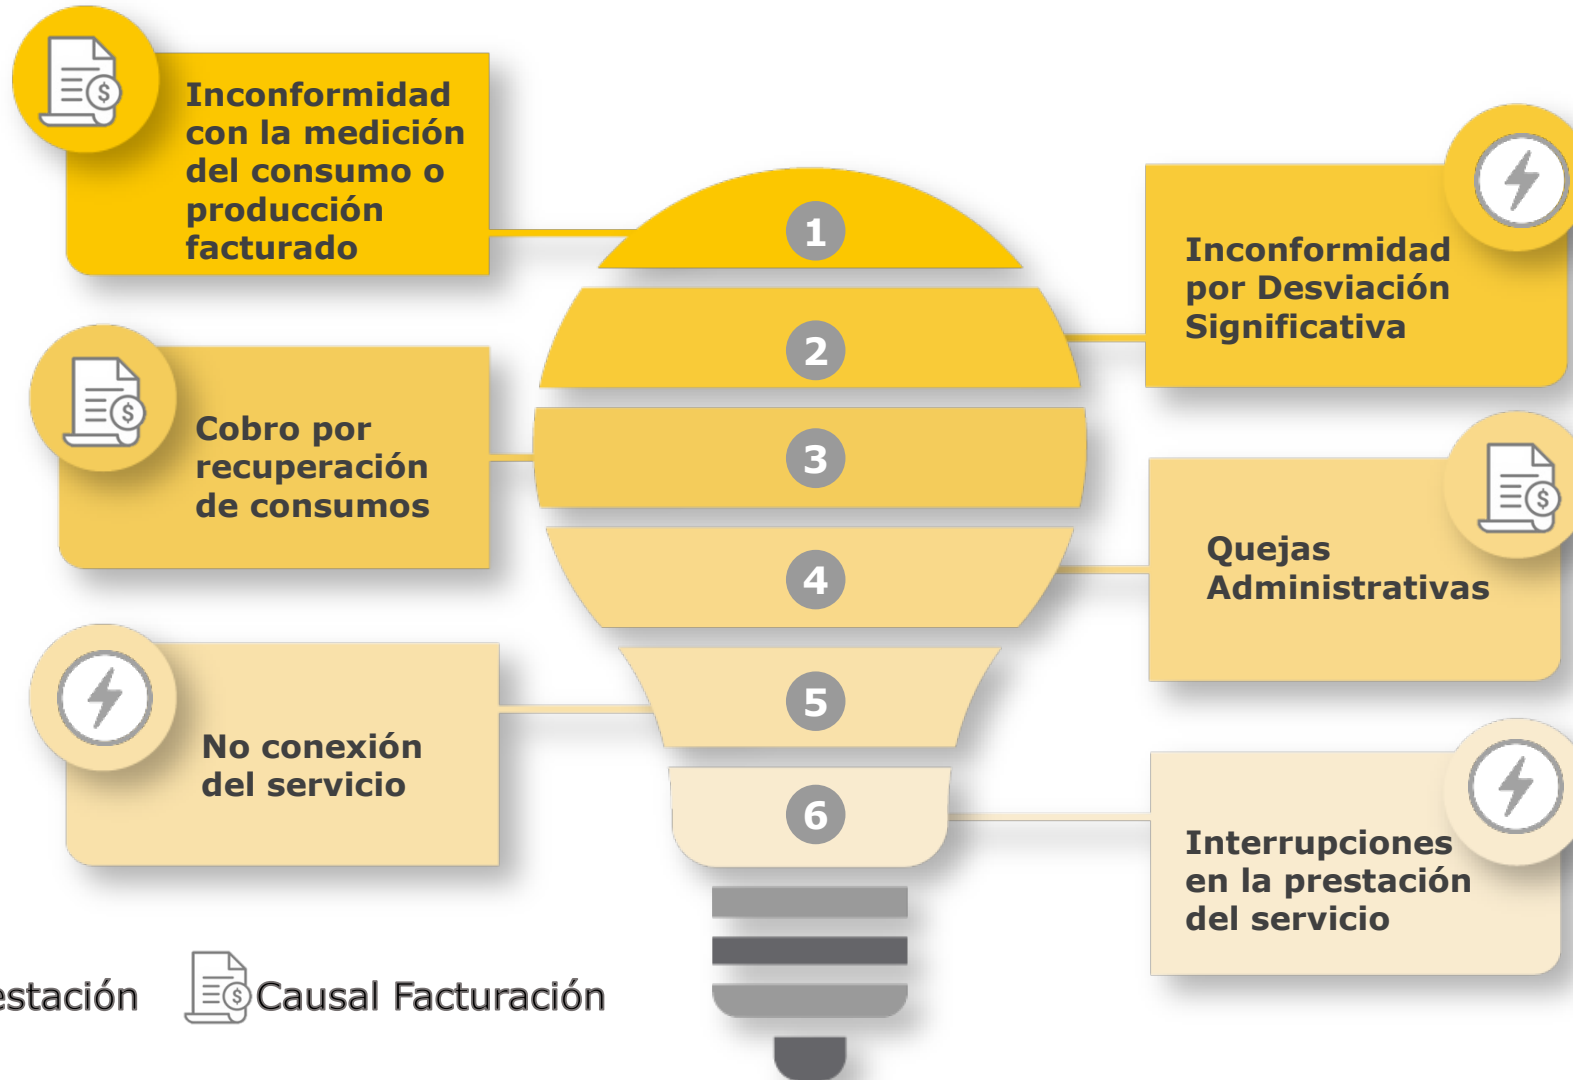 Inconformidad
con la medición
del consumo o
producción
facturado
1
Inconformidad
por Desviación
Significativa
2
Cobro por
recuperación
de consumos
3
Quejas
Administrativas
4
No conexión
del servicio
5
Interrupciones
en la prestación
del servicio
6
estación
Causal Facturación